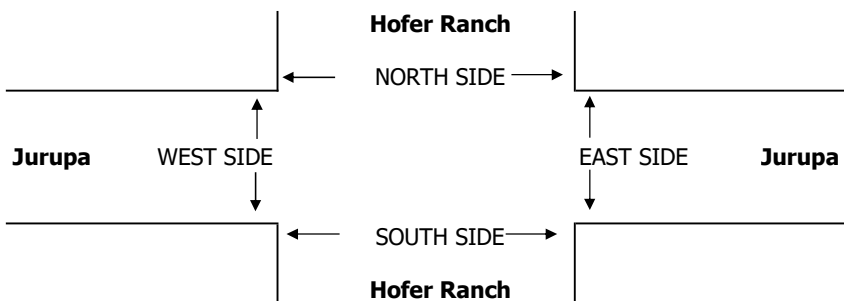 Hofer Ranch
NORTH SIDE
Jurupa WEST SIDE EAST SIDE Jurupa
SOUTH SIDE
Hofer Ranch